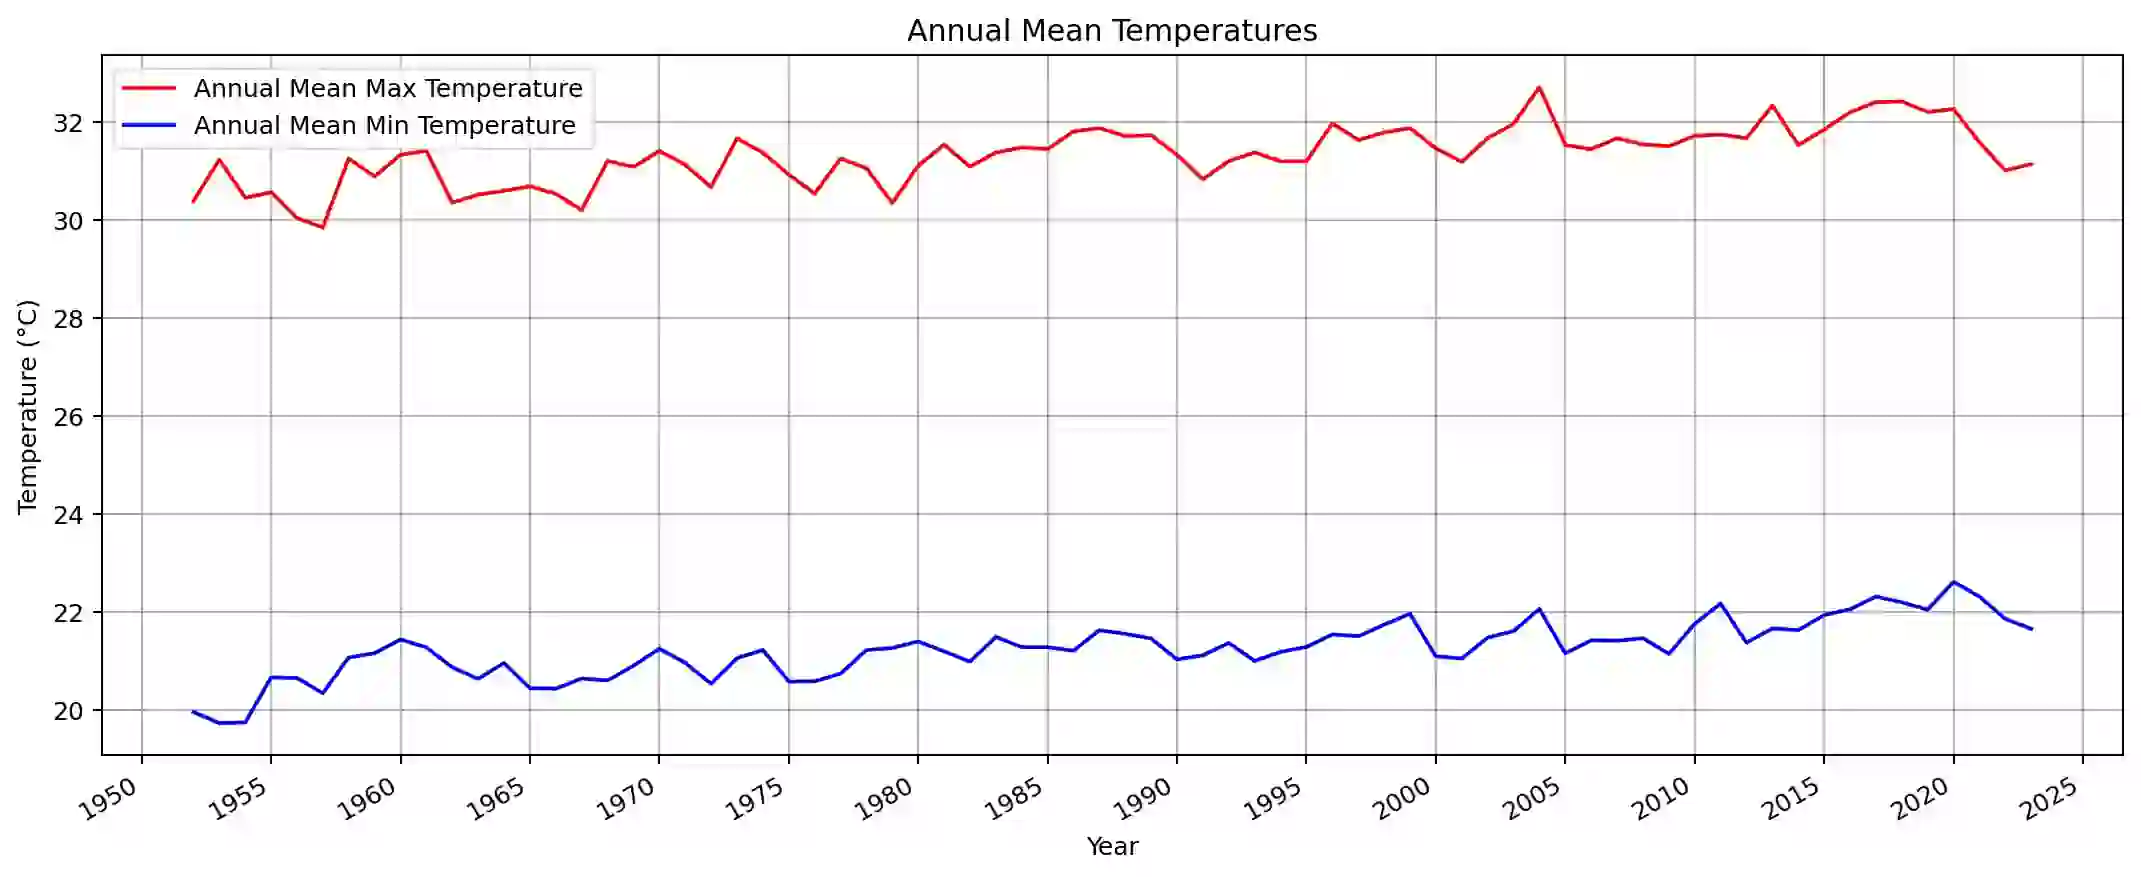 Annual Mean Temperatures
Annual Mean Max Temperature
Annual Mean Min Temperature
Temperature (°C)
32
30
28
26
24
22
20
1950 1955 1960 1965 1970 1975 1980 1985 1990 1995 2000 2005 2010 2015 2020 2025
Year